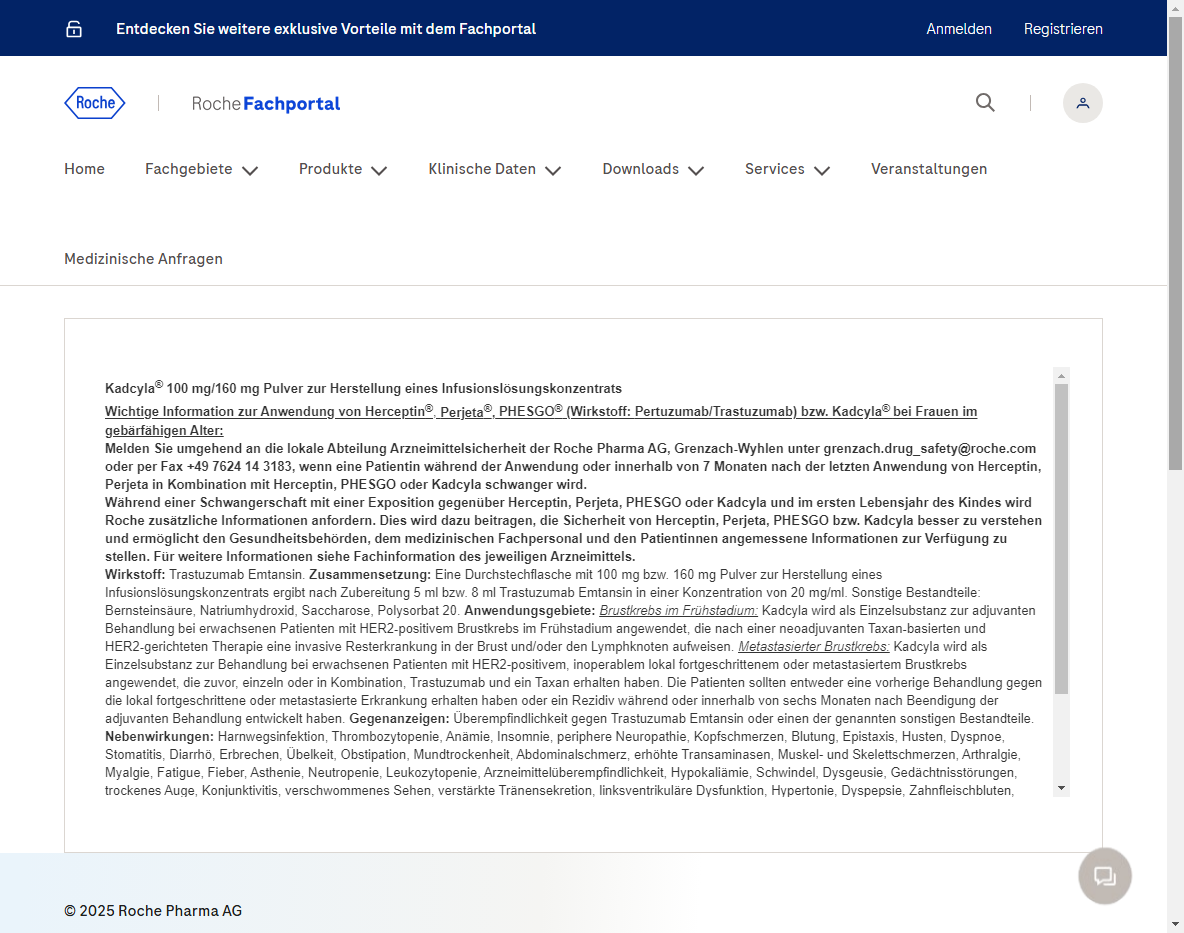 Entdecken Sie weitere exklusive Vorteile mit dem Fachportal
Anmelden
Registrieren
Roche
Roche Fachportal
Home
Fachgebiete
Produkte
Klinische Daten
Downloads
Services
Veranstaltungen
Medizinische Anfragen
Kadcyla® 100 mg/160 mg Pulver zur Herstellung eines Infusionslösungskonzentrats
Wichtige Information zur Anwendung von Herceptin®, Perjeta®, PHESGO® (Wirkstoff: Pertuzumab/Trastuzumab) bzw. Kadcyla® bei Frauen im
gebärfähigen Alter:
Melden Sie umgehend an die lokale Abteilung Arzneimittelsicherheit der Roche Pharma AG, Grenzach-Wyhlen unter grenzach.drug_safety@roche.com
oder per Fax +49 7624 14 3183, wenn eine Patientin während der Anwendung oder innerhalb von 7 Monaten nach der letzten Anwendung von Herceptin,
Perjeta in Kombination mit Herceptin, PHESGO oder Kadcyla schwanger wird.
Während einer Schwangerschaft mit einer Exposition gegenüber Herceptin, Perjeta, PHESGO oder Kadcyla und im ersten Lebensjahr des Kindes wird
Roche zusätzliche Informationen anfordern. Dies wird dazu beitragen, die Sicherheit von Herceptin, Perjeta, PHESGO bzw. Kadcyla besser zu verstehen
und ermöglicht den Gesundheitsbehörden, dem medizinischen Fachpersonal und den Patientinnen angemessene Informationen zur Verfügung zu
stellen. Für weitere Informationen siehe Fachinformation des jeweiligen Arzneimittels.
Wirkstoff: Trastuzumab Emtansin. Zusammensetzung: Eine Durchstechflasche mit 100 mg bzw. 160 mg Pulver zur Herstellung eines
Infusionslösungskonzentrats ergibt nach Zubereitung 5 ml bzw. 8 ml Trastuzumab Emtansin in einer Konzentration von 20 mg/ml. Sonstige Bestandteile:
Bernsteinsäure, Natriumhydroxid, Saccharose, Polysorbat 20. Anwendungsgebiete: Brustkrebs im Frühstadium: Kadcyla wird als Einzelsubstanz zur adjuvanten
Behandlung bei erwachsenen Patienten mit HER2-positivem Brustkrebs im Frühstadium angewendet, die nach einer neoadjuvanten Taxan-basierten und
HER2-gerichteten Therapie eine invasive Resterkrankung in der Brust und/oder den Lymphknoten aufweisen. Metastasierter Brustkrebs: Kadcyla wird als
Einzelsubstanz zur Behandlung bei erwachsenen Patienten mit HER2-positivem, inoperablem lokal fortgeschrittenem oder metastasiertem Brustkrebs
angewendet, die zuvor, einzeln oder in Kombination, Trastuzumab und ein Taxan erhalten haben. Die Patienten sollten entweder eine vorherige Behandlung gegen
die lokal fortgeschrittene oder metastasierte Erkrankung erhalten haben oder ein Rezidiv während oder innerhalb von sechs Monaten nach Beendigung der
adjuvanten Behandlung entwickelt haben. Gegenanzeigen: Überempfindlichkeit gegen Trastuzumab Emtansin oder einen der genannten sonstigen Bestandteile.
Nebenwirkungen: Harnwegsinfektion, Thrombozytopenie, Anämie, Insomnie, periphere Neuropathie, Kopfschmerzen, Blutung, Epistaxis, Husten, Dyspnoe,
Stomatitis, Diarrhö, Erbrechen, Übelkeit, Obstipation, Mundtrockenheit, Abdominalschmerz, erhöhte Transaminasen, Muskel- und Skelettschmerzen, Arthralgie,
Myalgie, Fatigue, Fieber, Asthenie, Neutropenie, Leukozytopenie, Arzneimittelüberempfindlichkeit, Hypokaliämie, Schwindel, Dysgeusie, Gedächtnisstörungen,
trockenes Auge, Konjunktivitis, verschwommenes Sehen, verstärkte Tränensekretion, linksventrikuläre Dysfunktion, Hypertonie, Dyspepsie, Zahnfleischbluten,
© 2025 Roche Pharma AG